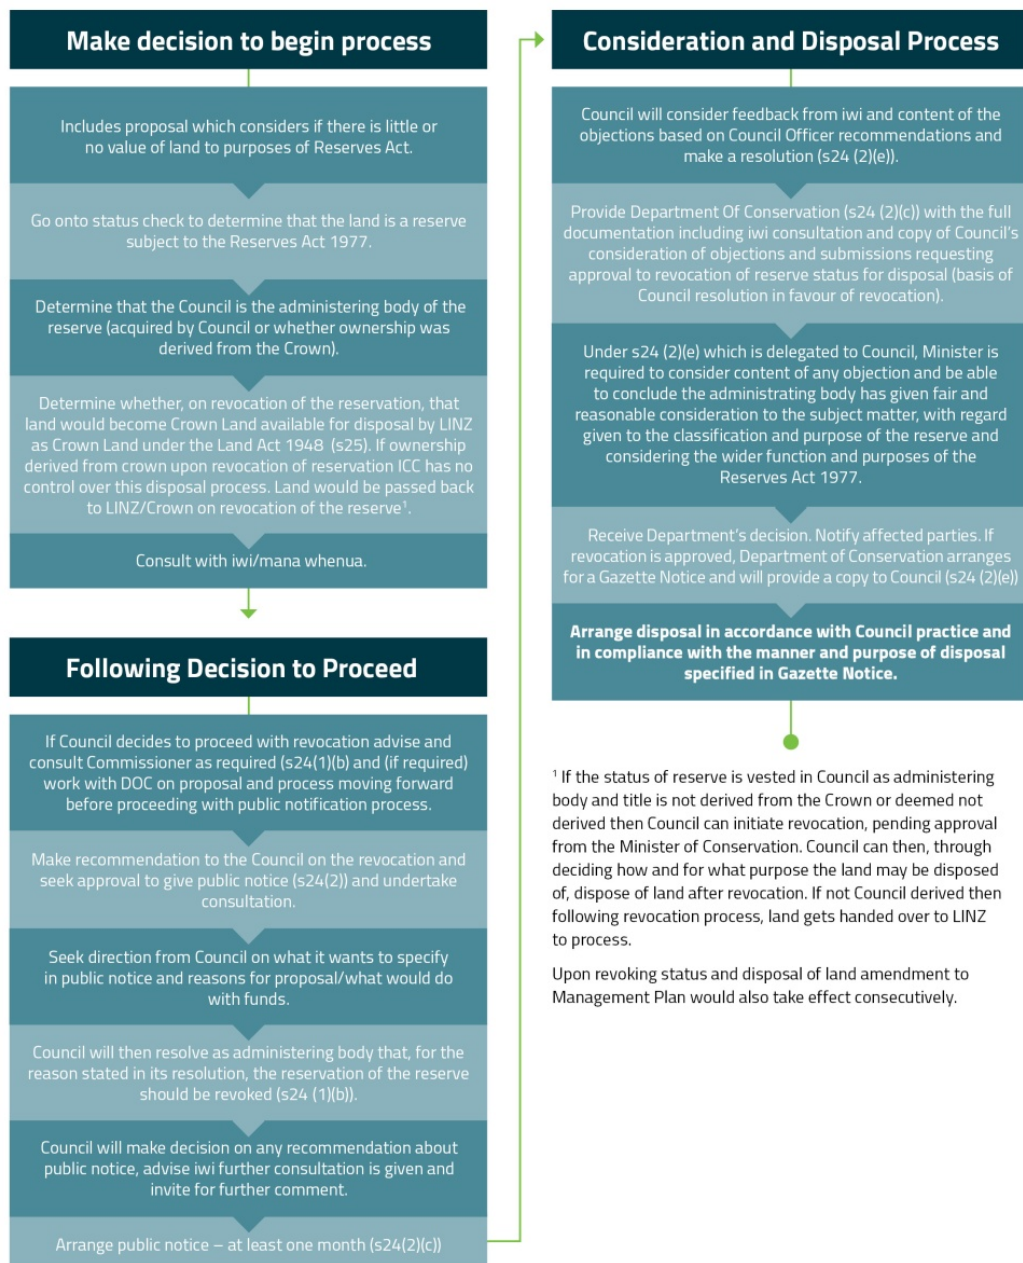 Make decision to begin process
Includes proposal which considers if there is little or
no value of land to purposes of Reserves Act.
Go onto status check to determine that the land is a reserve
subject to the Reserves Act 1977.
Determine that the Council is the administering body of the
reserve (acquired by Council or whether ownership was
derived from the Crown).
Determine whether, on revocation of the reservation, that
land would become Crown Land available for disposal by LINZ
as Crown Land under the Land Act 1948 (s25). If ownership
derived from crown upon revocation of reservation ICC has no
control over this disposal process. Land would be passed back
to LINZ/Crown on revocation of the reserve¹.
Consult with iwi/mana whenua.
Following Decision to Proceed
If Council decides to proceed with revocation advise and
consult Commissioner as required (s24(1)(b) and (if required)
work with DOC on proposal and process moving forward
before proceeding with public notification process.
Make recommendation to the Council on the revocation and
seek approval to give public notice (s24(2)) and undertake
consultation.
Seek direction from Council on what it wants to specify
in public notice and reasons for proposal/what would do
with funds.
Council will then resolve as administering body that, for the
reason stated in its resolution, the reservation of the reserve
should be revoked (s24 (1)(b)).
Council will make decision on any recommendation about
public notice, advise iwi further consultation is given and
invite for further comment.
Arrange public notice – at least one month (s24(2)(c))
Consideration and Disposal Process
Council will consider feedback from iwi and content of the
objections based on Council Officer recommendations and
make a resolution (s24 (2)(e)).
Provide Department Of Conservation (s24 (2)(c)) with the full
documentation including iwi consultation and copy of Council's
consideration of objections and submissions requesting
approval to revocation of reserve status for disposal (basis of
Council resolution in favour of revocation).
Under s24 (2)(e) which is delegated to Council, Minister is
required to consider content of any objection and be able
to conclude the administrating body has given fair and
reasonable consideration to the subject matter, with regard
given to the classification and purpose of the reserve and
considering the wider function and purposes of the
Reserves Act 1977.
Receive Department's decision. Notify affected parties. If
revocation is approved, Department of Conservation arranges
for a Gazette Notice and will provide a copy to Council (s24 (2)(e))
Arrange disposal in accordance with Council practice and
in compliance with the manner and purpose of disposal
specified in Gazette Notice.
¹ If the status of reserve is vested in Council as administering
body and title is not derived from the Crown or deemed not
derived then Council can initiate revocation, pending approval
from the Minister of Conservation. Council can then, through
deciding how and for what purpose the land may be disposed
of, dispose of land after revocation. If not Council derived then
following revocation process, land gets handed over to LINZ
to process.
Upon revoking status and disposal of land amendment to
Management Plan would also take effect consecutively.